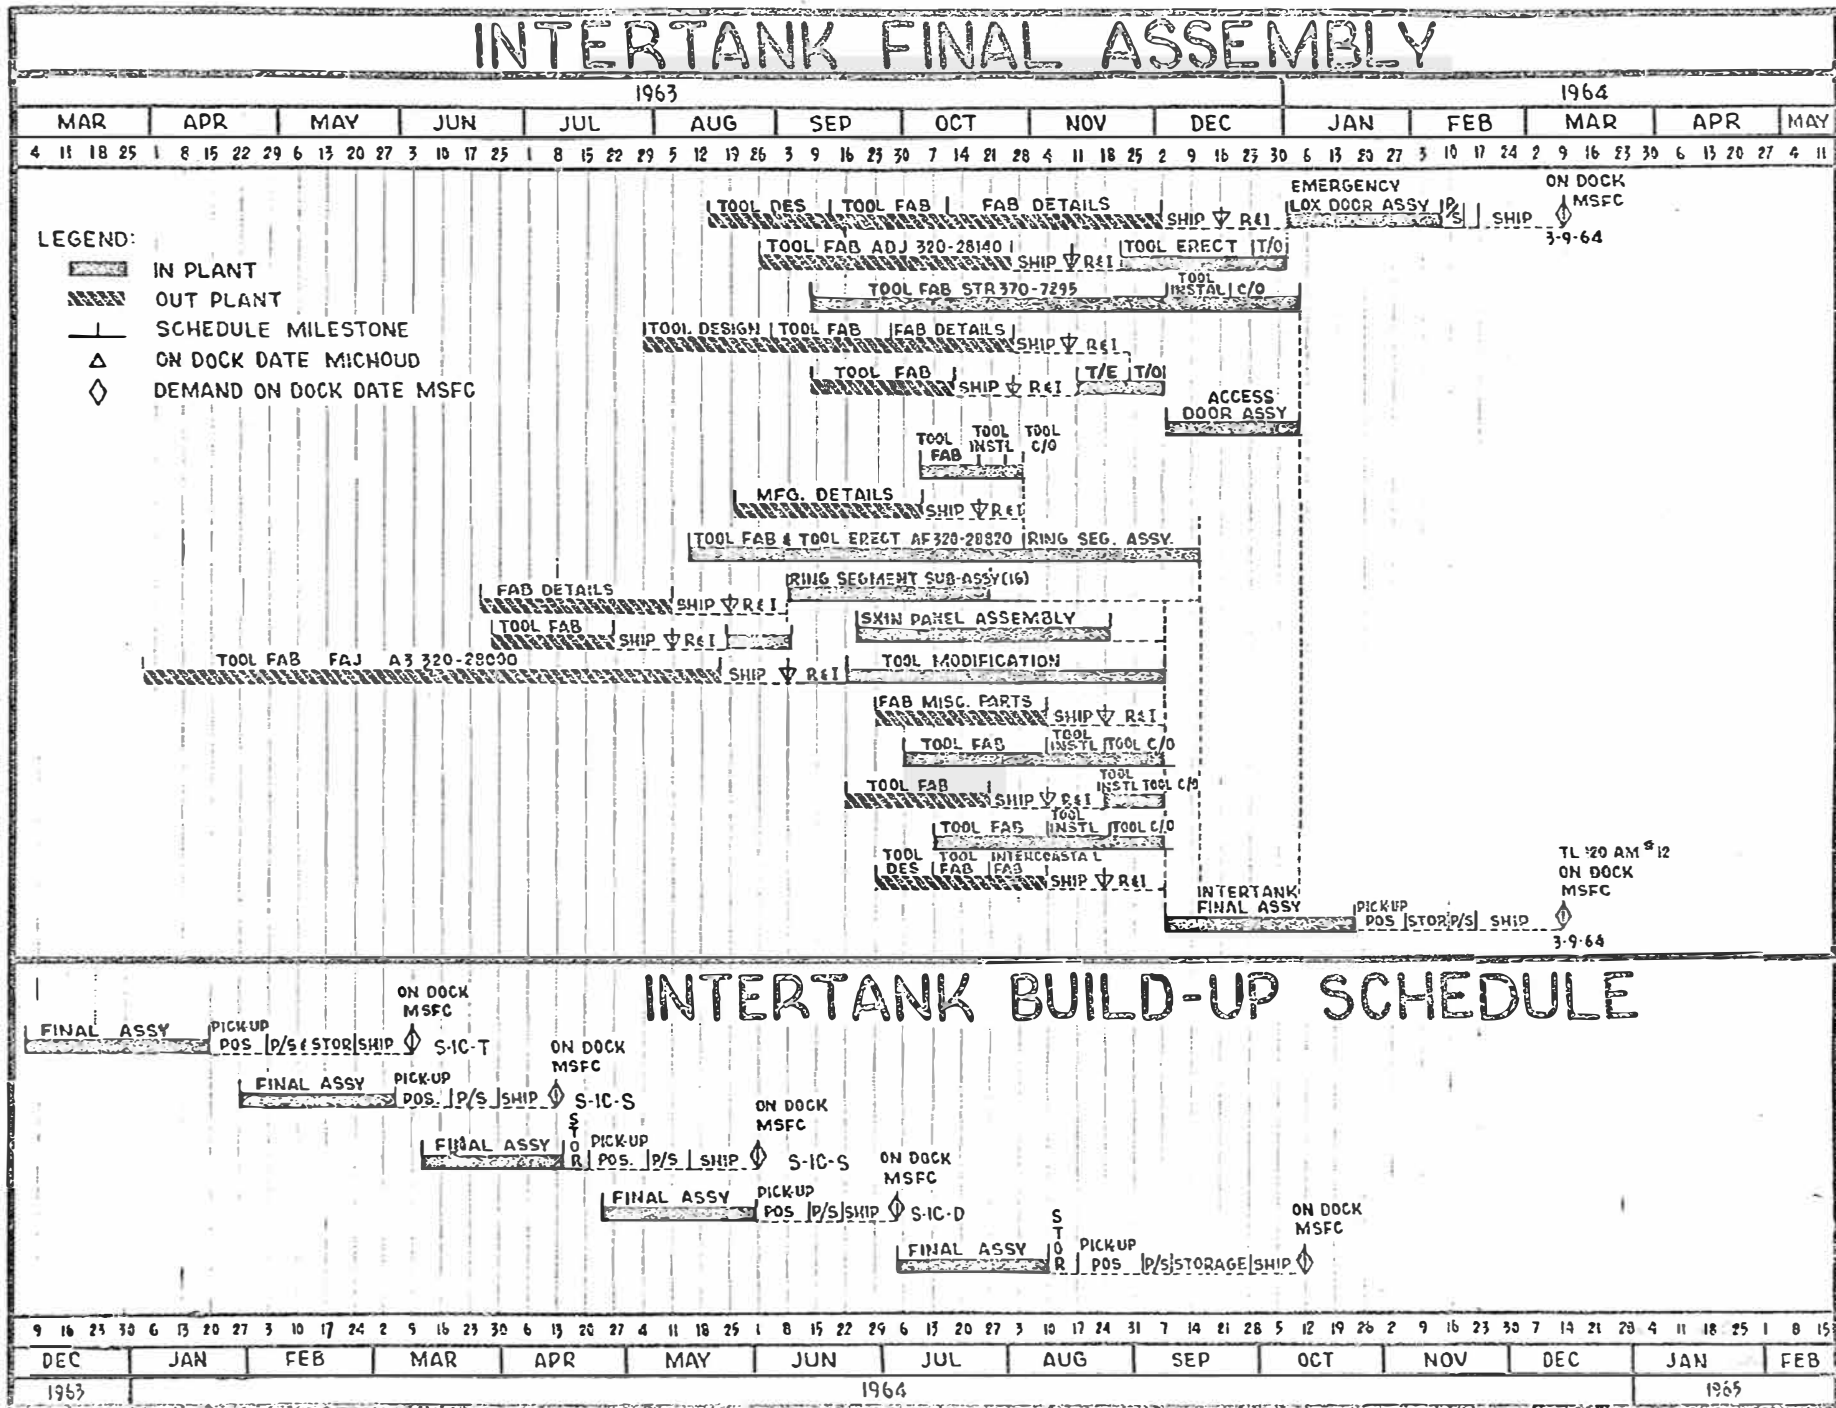 INTERTANK FINAL ASSEMBLY
1963 1964
MAR APR MAY JUN JUL AUG SEP OCT NOV DEC JAN FEB MAR APR MAY
4 11 18 25 1 8 15 22 29 6 13 20 27 3 10 17 25 1 8 15 22 29 5 12 19 26 3 9 16 23 30 7 14 21 28 4 11 18 25 2 9 16 23 30 6 13 20 27 3 10 17 24 2 9 16 23 30 6 13 20 27 4 11
LEGEND:
IN PLANT
OUT PLANT
SCHEDULE MILESTONE
ON DOCK DATE MICHOUD
DEMAND ON DOCK DATE MSFC
TOOL DES TOOL FAB FAB DETAILS SHIP R&I
EMERGENCY
LOX DOOR ASSY P/S SHIP
ON DOCK
MSFC
3-9-64
TOOL FAB ADJ 320-28140 SHIP R&I TOOL ERECT T/O
TOOL FAB STR 370-7295
TOOL
INSTAL C/O
TOOL DESIGN TOOL FAB FAB DETAILS SHIP R&I
TOOL FAB SHIP R&I T/E T/O
ACCESS
DOOR ASSY
TOOL
FAB
TOOL
INSTL
TOOL
C/O
MFG. DETAILS SHIP R&I
TOOL FAB & TOOL ERECT AF 320-28820 RING SEG. ASSY.
FAB DETAILS SHIP R&I RING SEGMENT SUB-ASSY (16)
TOOL FAB SHIP R&I SKIN PANEL ASSEMBLY
TOOL FAB FAJ A3 320-28000 SHIP R&I TOOL MODIFICATION
FAB MISC. PARTS SHIP R&I
TOOL FAB
TOOL
INSTL TOOL C/O
TOOL FAB SHIP R&I
TOOL
INSTL TOOL C/O
TOOL FAB
TOOL
INSTL TOOL C/O
TOOL
DES
TOOL
FAB
INTERCOASTAL
FAB
SHIP R&I
INTERTANK
FINAL ASSY
PICK-UP
POS STOR P/S SHIP
ON DOCK
MSFC
3-9-64
INTERTANK BUILD-UP SCHEDULE
FINAL ASSY
PICK-UP
POS P/S & STOR SHIP
ON DOCK
MSFC
S-IC-T
FINAL ASSY
PICK-UP
POS. P/S SHIP
ON DOCK
MSFC
S-IC-S
FINAL ASSY
STOR
PICK-UP
POS. P/S SHIP
ON DOCK
MSFC
S-IC-S
FINAL ASSY
PICK-UP
POS P/S SHIP
ON DOCK
MSFC
S-IC-D
FINAL ASSY
STOR
PICK-UP
POS P/S STORAGE SHIP
ON DOCK
MSFC
9 16 23 30 6 13 20 27 3 10 17 24 2 9 16 23 30 6 13 20 27 4 11 18 25 1 8 15 22 29 6 13 20 27 3 10 17 24 31 7 14 21 28 5 12 19 26 2 9 16 23 30 7 14 21 28 4 11 18 25 1 8 15
DEC JAN FEB MAR APR MAY JUN JUL AUG SEP OCT NOV DEC JAN FEB
1963 1964 1965